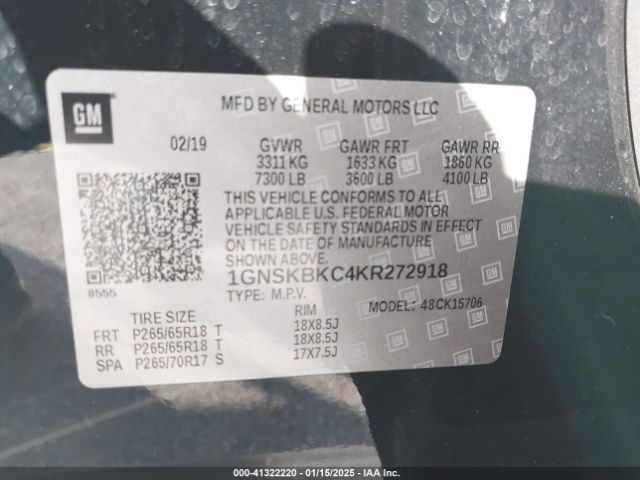 GM
MFD BY GENERAL MOTORS LLC
02/19 GVWR GAWR FRT GAWR RR
3311 KG 1633 KG 1860 KG
7300 LB 3600 LB 4100 LB
THIS VEHICLE CONFORMS TO ALL
APPLICABLE U.S. FEDERAL MOTOR
VEHICLE SAFETY STANDARDS IN EFFECT
ON THE DATE OF MANUFACTURE SHOWN ABOVE.
8555
1GNSKBKC4KR272918
TYPE: M.P.V. MODEL: 48CK15706
TIRE SIZE RIM
FRT P265/65R18 T 18X8.5J
RR P265/65R18 T 18X8.5J
SPA P265/70R17 S 17X7.5J
000-41322220 - 01/15/2025 - IAA Inc.